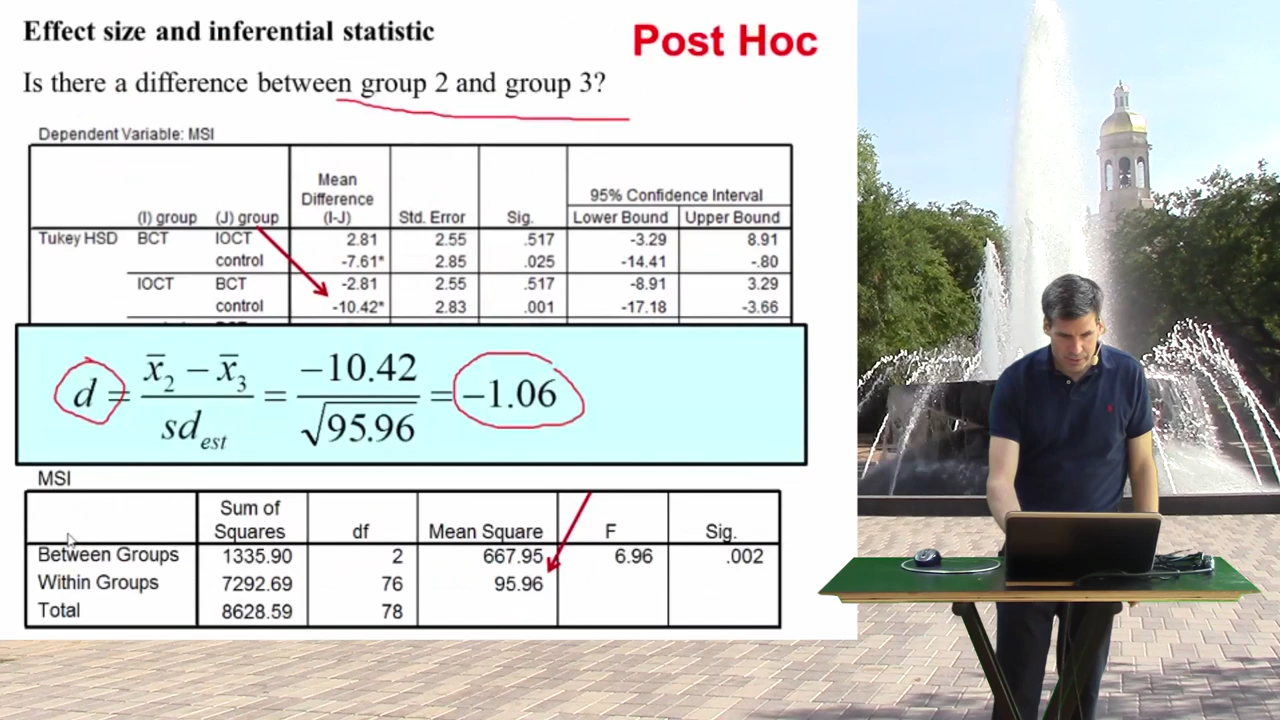 Effect size and inferential statistic
Post Hoc
Is there a difference between group 2 and group 3?
Dependent Variable: MSI
(I) group (J) group Mean Difference (I-J) Std. Error Sig. 95% Confidence Interval Lower Bound Upper Bound
Tukey HSD BCT IOCT 2.81 2.55 .517 -3.29 8.91
control -7.61* 2.85 .025 -14.41 -.80
IOCT BCT -2.81 2.55 .517 -8.91 3.29
control -10.42* 2.83 .001 -17.18 -3.66
d = (x̄₂ − x̄₃) / sd_est = −10.42 / √95.96 = −1.06
MSI
Sum of Squares df Mean Square F Sig.
Between Groups 1335.90 2 667.95 6.96 .002
Within Groups 7292.69 76 95.96
Total 8628.59 78